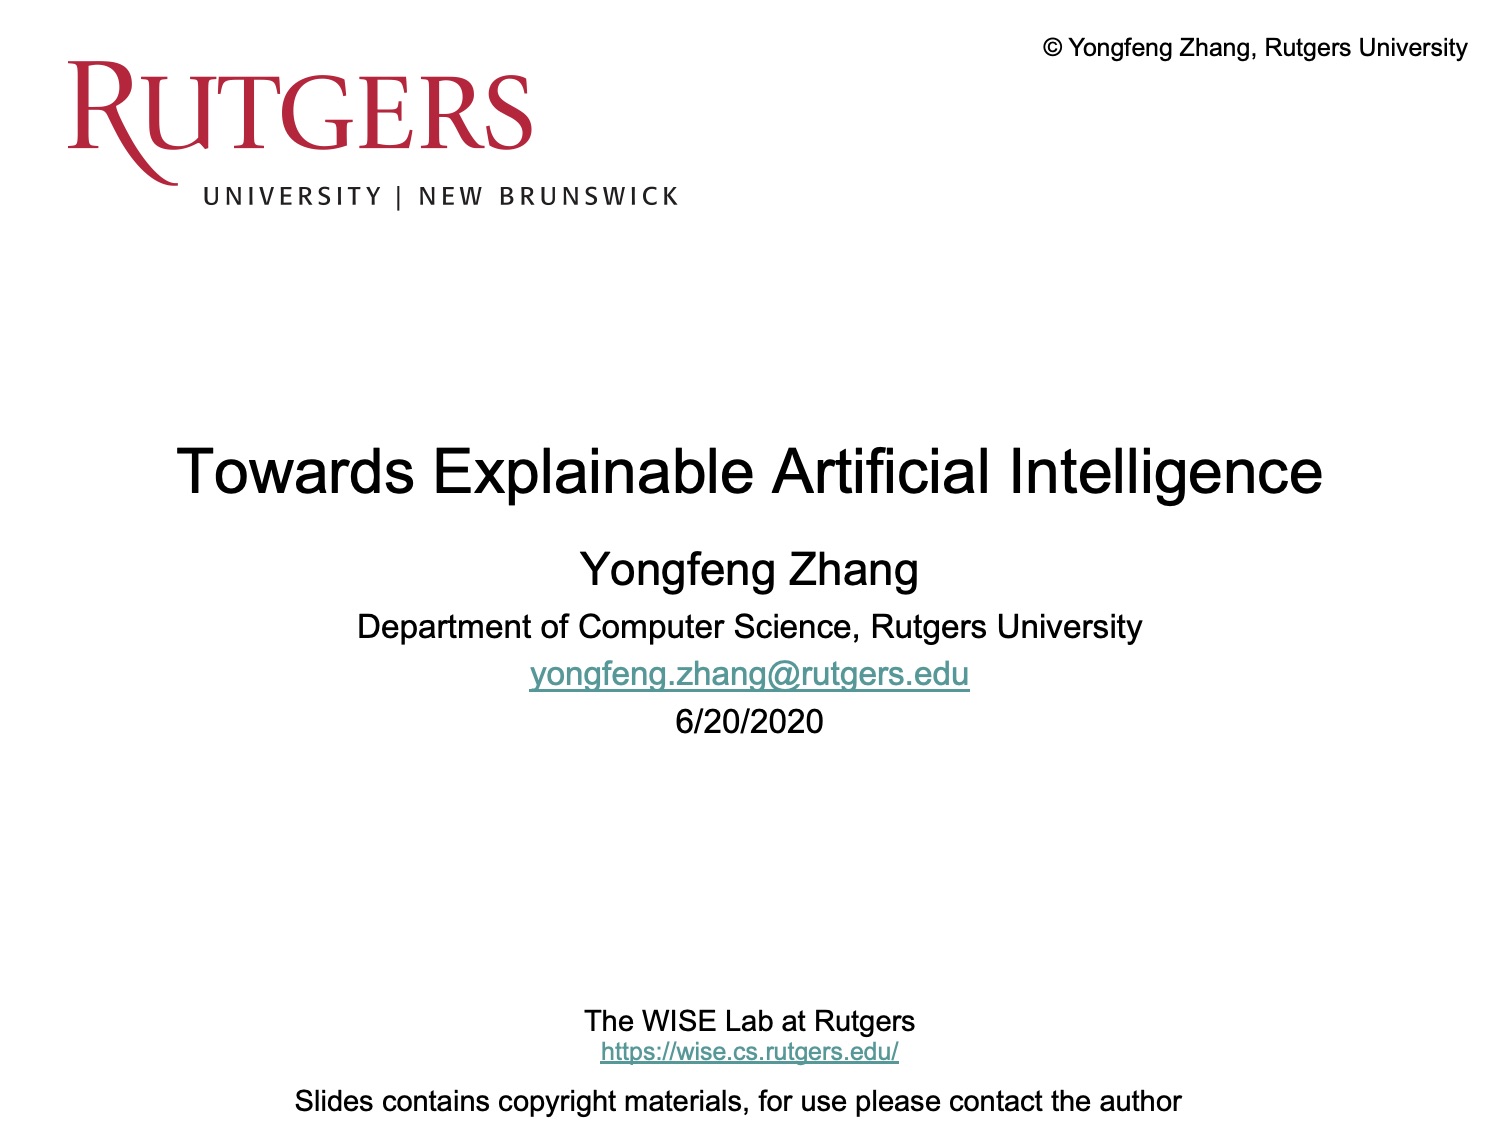 © Yongfeng Zhang, Rutgers University
RUTGERS
UNIVERSITY | NEW BRUNSWICK
Towards Explainable Artificial Intelligence
Yongfeng Zhang
Department of Computer Science, Rutgers University
yongfeng.zhang@rutgers.edu
6/20/2020
The WISE Lab at Rutgers
https://wise.cs.rutgers.edu/
Slides contains copyright materials, for use please contact the author